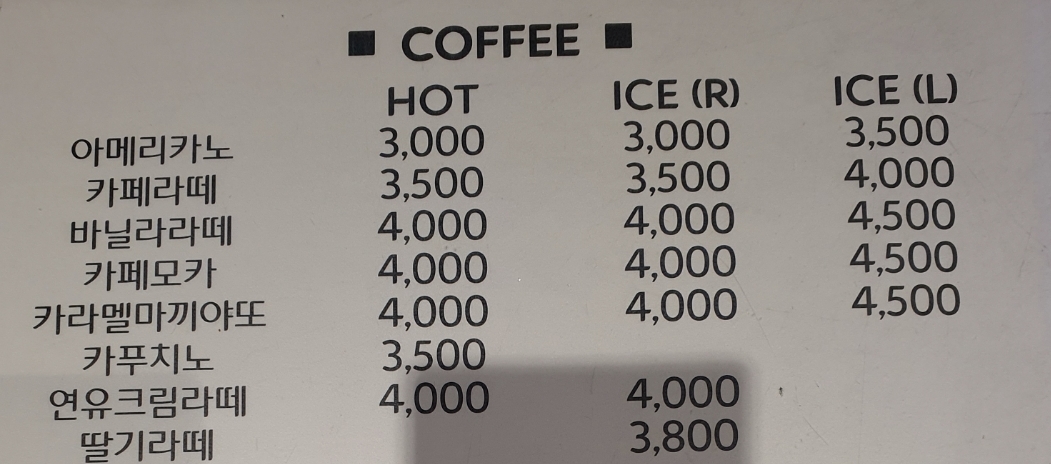 ■ COFFEE ■
HOT ICE (R) ICE (L)
아메리카노 3,000 3,000 3,500
카페라떼 3,500 3,500 4,000
바닐라라떼 4,000 4,000 4,500
카페모카 4,000 4,000 4,500
카라멜마끼야또 4,000 4,000 4,500
카푸치노 3,500
연유크림라떼 4,000 4,000
딸기라떼 3,800